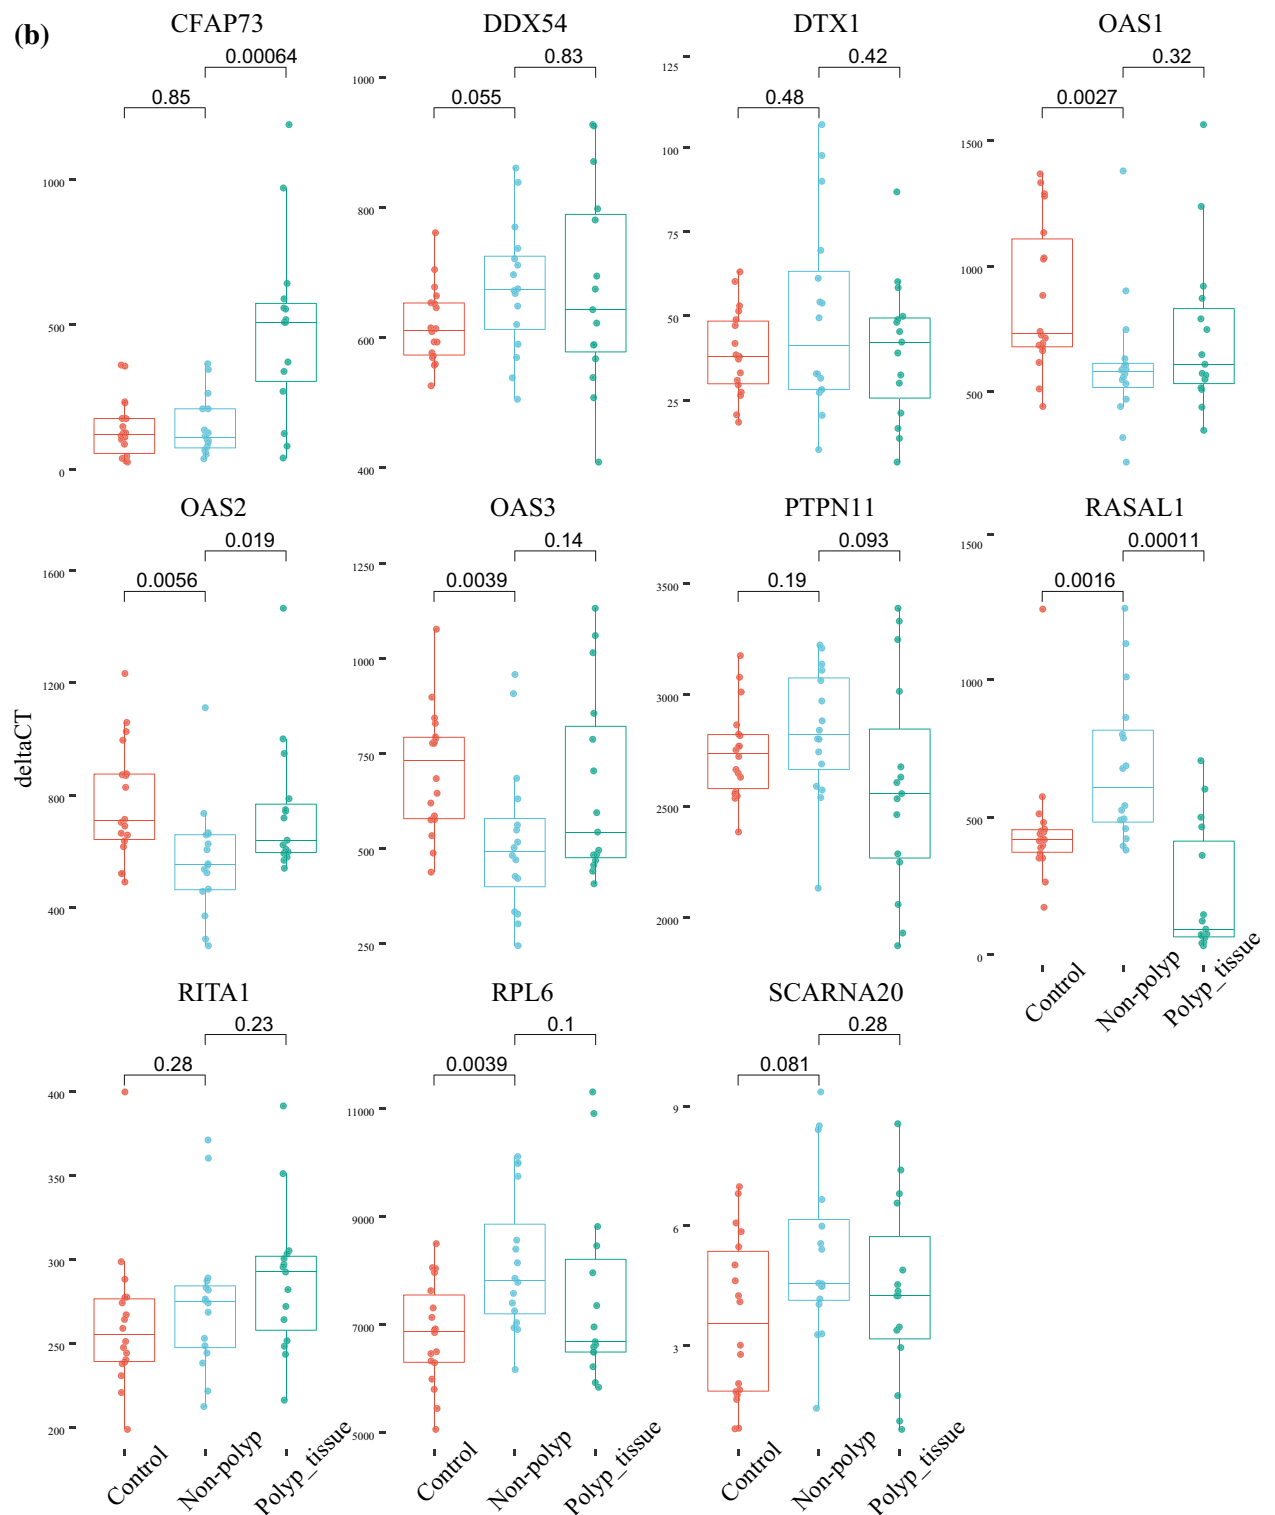 (b)
CFAP73
DDX54
DTX1
OAS1
0.00064
0.85
1000
500
0
0.83
0.055
1000
800
600
400
0.42
0.48
125
100
75
50
25
0.32
0.0027
1500
1000
500
OAS2
OAS3
PTPN11
RASAL1
deltaCT
0.019
0.0056
1600
1200
800
400
0.14
0.0039
1250
1000
750
500
250
0.093
0.19
3500
3000
2500
2000
0.00011
0.0016
1500
1000
500
0
Control
Non-polyp
Polyp_tissue
RITA1
RPL6
SCARNA20
0.23
0.28
400
350
300
250
200
Control
Non-polyp
Polyp_tissue
0.1
0.0039
11000
9000
7000
5000
Control
Non-polyp
Polyp_tissue
0.28
0.081
9
6
3
Control
Non-polyp
Polyp_tissue